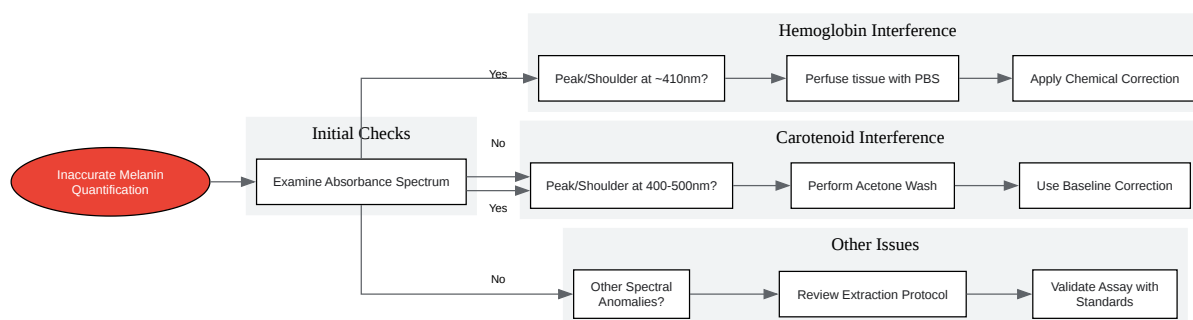 Hemoglobin Interference
Yes
Peak/Shoulder at ~410nm?
Perfuse tissue with PBS
Apply Chemical Correction
Initial Checks
Carotenoid Interference
No
Inaccurate Melanin
Quantification
Examine Absorbance Spectrum
Peak/Shoulder at 400-500nm?
Perform Acetone Wash
Use Baseline Correction
Yes
Other Issues
No
Other Spectral
Anomalies?
Review Extraction Protocol
Validate Assay with
Standards